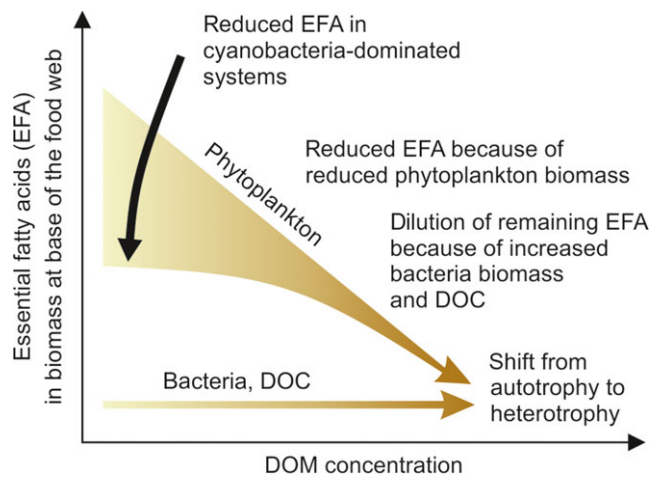 Essential fatty acids (EFA)
in biomass at base of the food web
Reduced EFA in
cyanobacteria-dominated
systems
Phytoplankton
Reduced EFA because of
reduced phytoplankton biomass
Dilution of remaining EFA
because of increased
bacteria biomass
and DOC
Bacteria, DOC
Shift from
autotrophy to
heterotrophy
DOM concentration